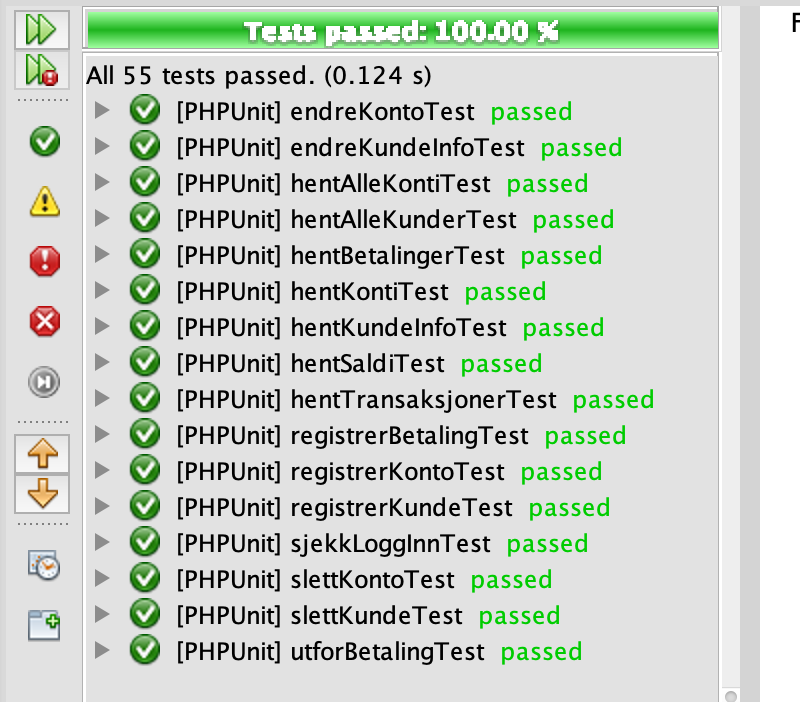 Tests passed: 100.00 %
All 55 tests passed. (0.124 s)
[PHPUnit] endreKontoTest passed
[PHPUnit] endreKundeInfoTest passed
[PHPUnit] hentAlleKontiTest passed
[PHPUnit] hentAlleKunderTest passed
[PHPUnit] hentBetalingerTest passed
[PHPUnit] hentKontiTest passed
[PHPUnit] hentKundeInfoTest passed
[PHPUnit] hentSaldiTest passed
[PHPUnit] hentTransaksjonerTest passed
[PHPUnit] registrerBetalingTest passed
[PHPUnit] registrerKontoTest passed
[PHPUnit] registrerKundeTest passed
[PHPUnit] sjekkLoggInnTest passed
[PHPUnit] slettKontoTest passed
[PHPUnit] slettKundeTest passed
[PHPUnit] utforBetalingTest passed